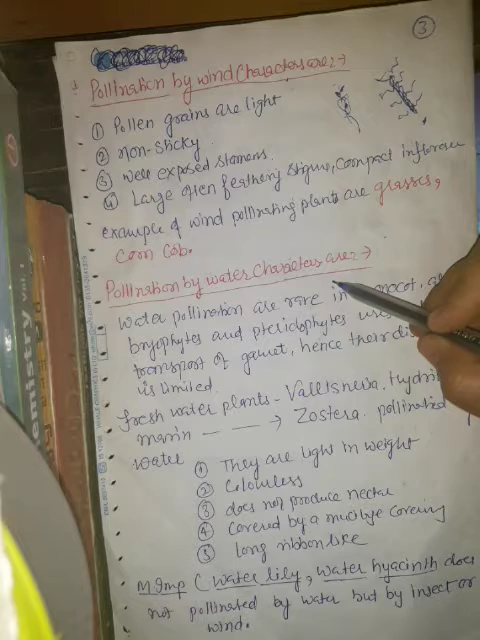 3
Pollination by wind Characters are:→
① Pollen grains are light
② non-sticky
③ well exposed stamens.
④ Large often feathery stigma, Compact inflorence
example of wind pollinating plants are grasses,
Corn Cob.
Pollination by water Characters are:→
Water pollination are rare in monocot,
bryophytes and pteridophytes
transport of gamet, hence their
is limited.
fresh water plants - Vallisneria. Hydri
marin — — → Zostera. pollinated
water
① They are light in weight
② Colourless
③ does not produce nectar
④ covered by a mucilge covering
⑤ long ribbon like
M Imp ( Water lily, water hyacinth does
not pollinated by water but by insect or
wind.